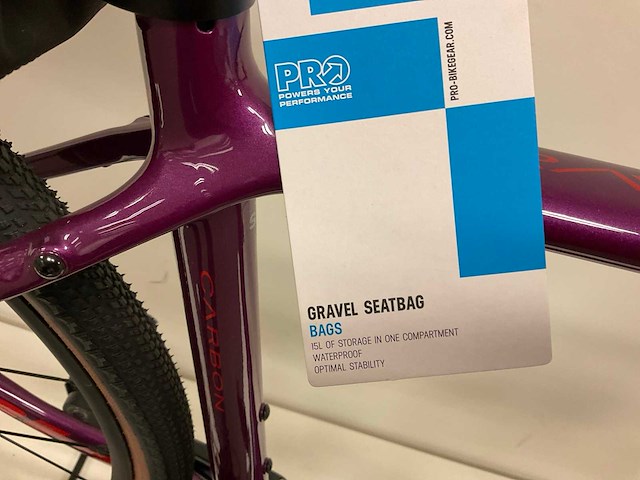 PRO
POWERS YOUR
PERFORMANCE
PRO-BIKEGEAR.COM
GRAVEL SEATBAG
BAGS
15L OF STORAGE IN ONE COMPARTMENT
WATERPROOF
OPTIMAL STABILITY
CARBON